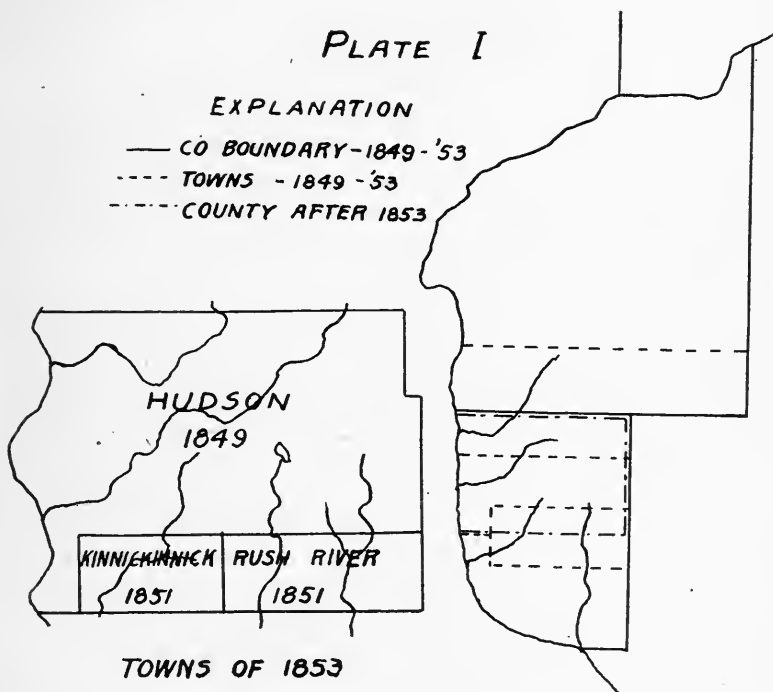 PLATE I
EXPLANATION
CO BOUNDARY-1849-'53
TOWNS - 1849-'53
COUNTY AFTER 1853
HUDSON
1849
KINNICKINNICK RUSH RIVER
1851 1851
TOWNS OF 1853